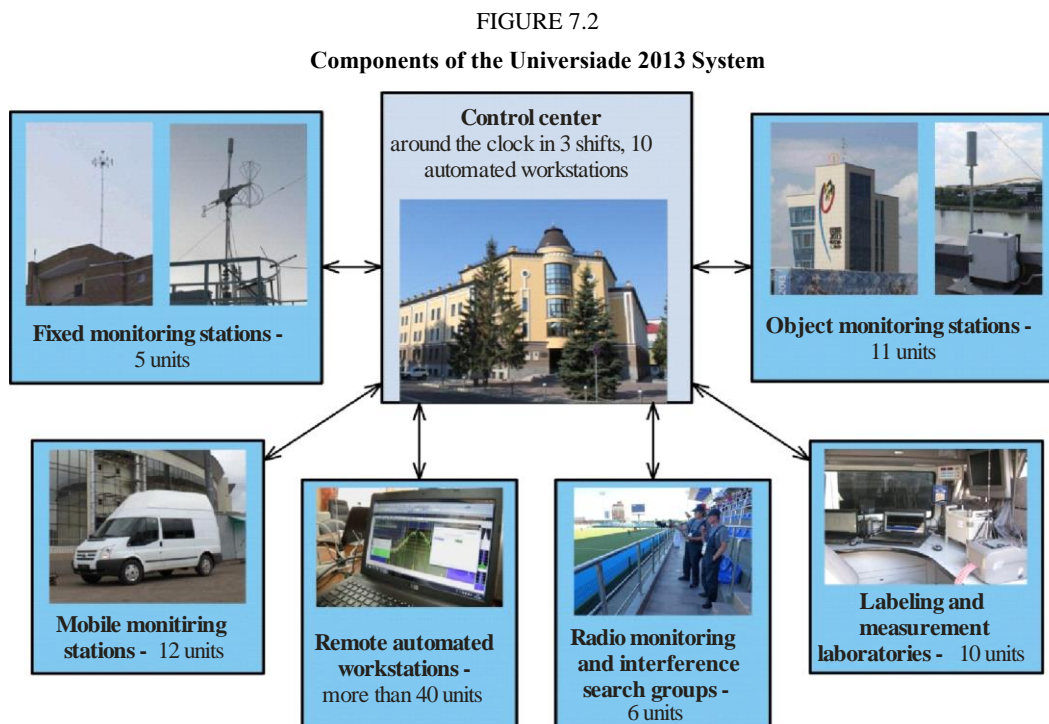 FIGURE 7.2
Components of the Universiade 2013 System
Control center
around the clock in 3 shifts, 10
automated workstations
Fixed monitoring stations -
5 units
Object monitoring stations -
11 units
Mobile monitiring
stations - 12 units
Remote automated
workstations -
more than 40 units
Radio monitoring
and interference
search groups -
6 units
Labeling and
measurement
laboratories - 10 units